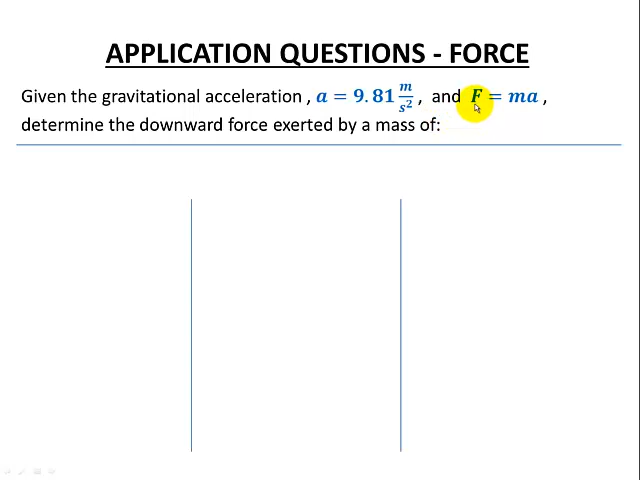 APPLICATION QUESTIONS - FORCE
Given the gravitational acceleration , a = 9.81 m/s² , and F = ma ,
determine the downward force exerted by a mass of: